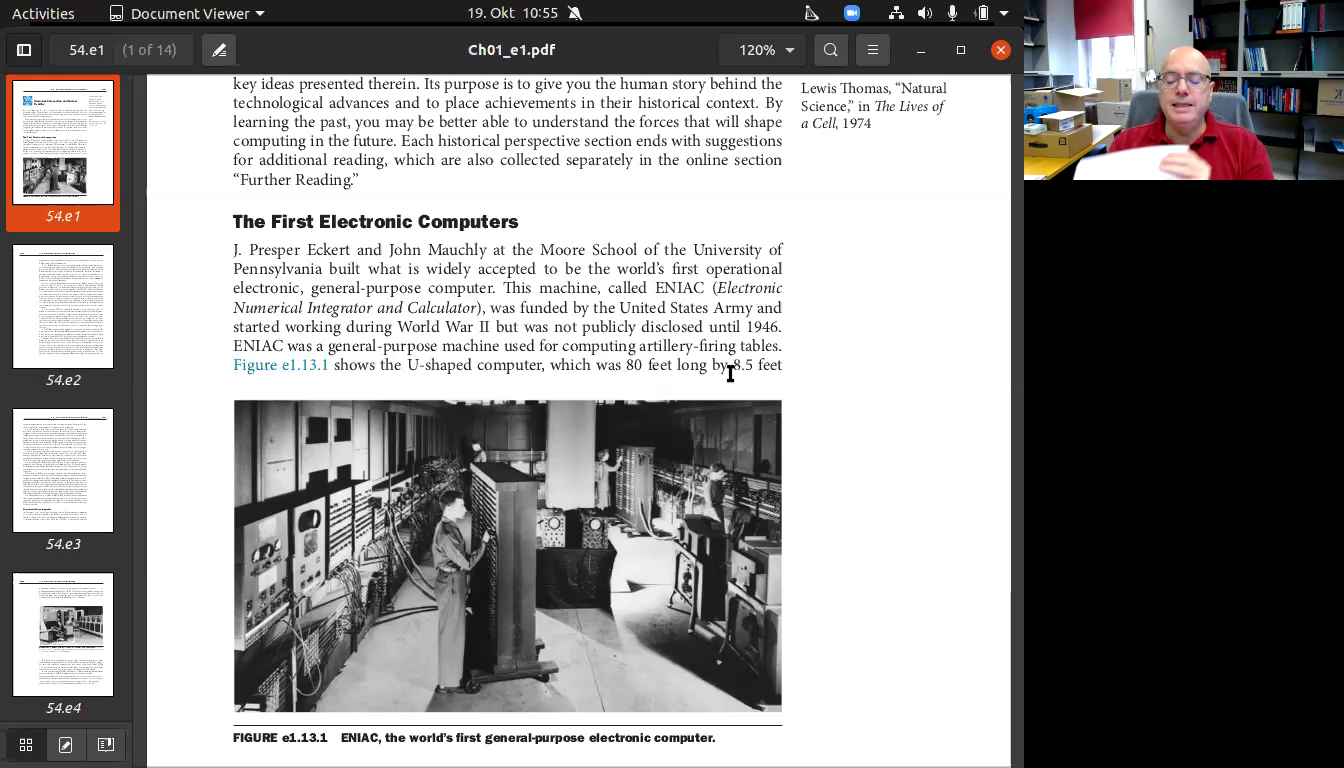 Activities
Document Viewer
19. Okt 10:55
54.e1
(1 of 14)
Ch01_e1.pdf
120%
key ideas presented therein. Its purpose is to give you the human story behind the
technological advances and to place achievements in their historical context. By
learning the past, you may be better able to understand the forces that will shape
computing in the future. Each historical perspective section ends with suggestions
for additional reading, which are also collected separately in the online section
“Further Reading.”
Lewis Thomas, “Natural
Science,” in The Lives of
a Cell, 1974
The First Electronic Computers
J. Presper Eckert and John Mauchly at the Moore School of the University of
Pennsylvania built what is widely accepted to be the world’s first operational
electronic, general-purpose computer. This machine, called ENIAC (Electronic
Numerical Integrator and Calculator), was funded by the United States Army and
started working during World War II but was not publicly disclosed until 1946.
ENIAC was a general-purpose machine used for computing artillery-firing tables.
Figure e1.13.1 shows the U-shaped computer, which was 80 feet long by 8.5 feet
FIGURE e1.13.1 ENIAC, the world’s first general-purpose electronic computer.
54.e1
54.e2
54.e3
54.e4